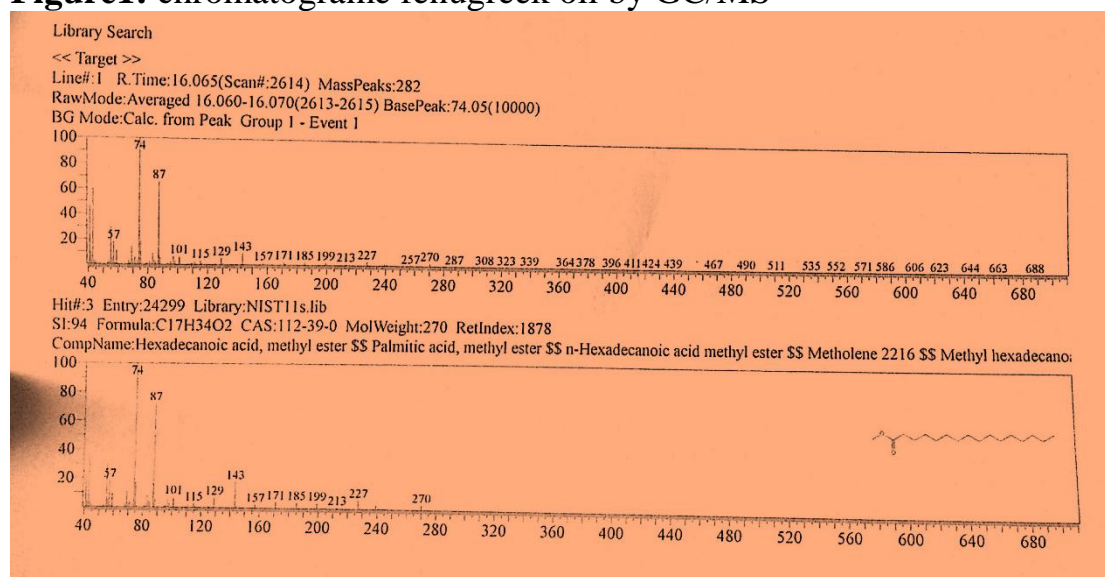 Figure1: chromatograme fenugreek oil by GC/MS
Library Search
<< Target >>
Line#:1 R.Time:16.065(Scan#:2614) MassPeaks:282
RawMode:Averaged 16.060-16.070(2613-2615) BasePeak:74.05(10000)
BG Mode:Calc. from Peak Group 1 - Event 1
100
80
60
40
20
74
87
57
101 115 129 143 157 171 185 199 213 227 257 270 287 308 323 339 364 378 396 411 424 439 467 490 511 535 552 571 586 606 623 644 663 688
40 80 120 160 200 240 280 320 360 400 440 480 520 560 600 640 680
Hit#:3 Entry:24299 Library:NIST11s.lib
SI:94 Formula:C17H34O2 CAS:112-39-0 MolWeight:270 RetIndex:1878
CompName:Hexadecanoic acid, methyl ester $$ Palmitic acid, methyl ester $$ n-Hexadecanoic acid methyl ester $$ Metholene 2216 $$ Methyl
100
80
60
40
20
74
87
57
101 115 129 143 157 171 185 199 213 227 270
40 80 120 160 200 240 280 320 360 400 440 480 520 560 600 640 680